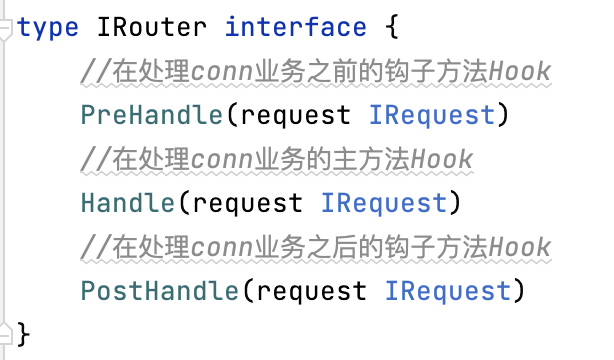 type IRouter interface {
//在处理conn业务之前的钩子方法Hook
PreHandle(request IRequest)
//在处理conn业务的主方法Hook
Handle(request IRequest)
//在处理conn业务之后的钩子方法Hook
PostHandle(request IRequest)
}